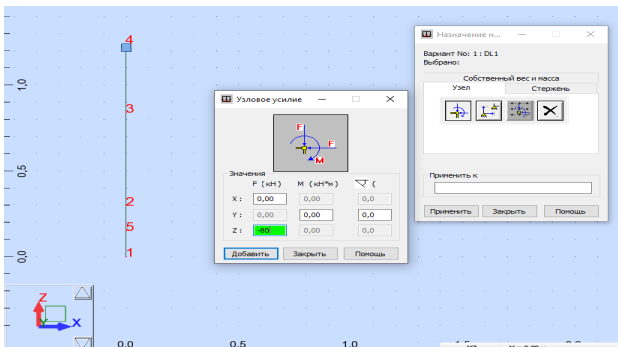 4
3
2
5
1
1,0
0,5
0,0
Z
Y
X
0,0
0,5
1,0
Узловое усилие
F
F
M
Значения
F (кН) M (кН*м) (
X: 0,00 0,00 0,0
Y: 0,00 0,00 0,0
Z: -80 0,00 0,0
Добавить Закрыть Помощь
Назначение н...
Вариант No: 1 : DL1
Выбрано:
Собственный вес и масса
Узел Стержень
Применить к
Применить Закрыть Помощь